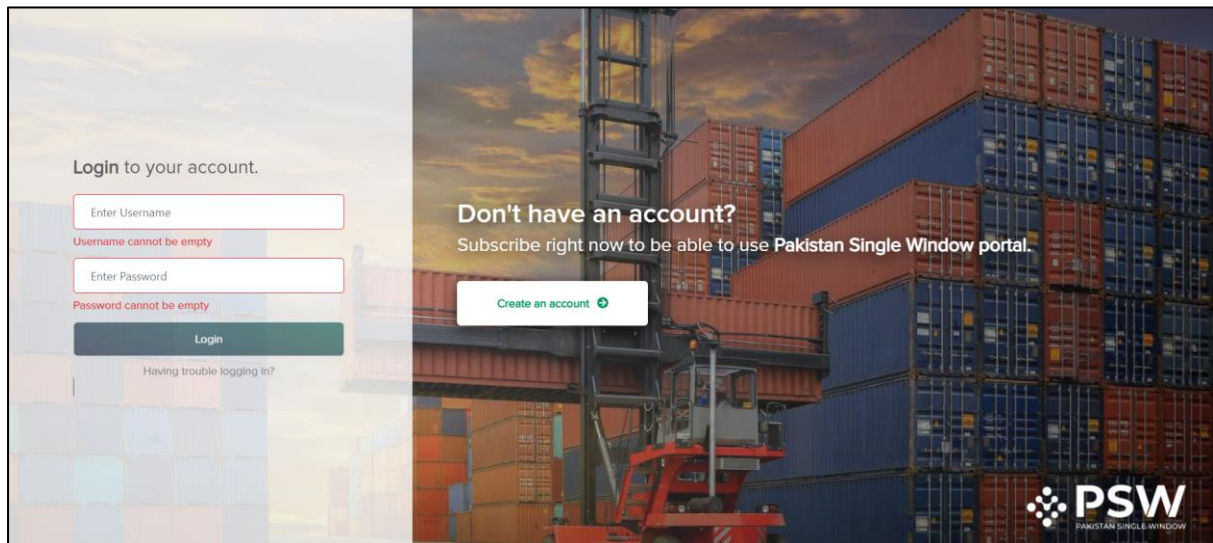 Login to your account.
Enter Username
Username cannot be empty
Enter Password
Password cannot be empty
Login
Having trouble logging in?
Don't have an account?
Subscribe right now to be able to use Pakistan Single Window portal.
Create an account
PSW
PAKISTAN SINGLE WINDOW